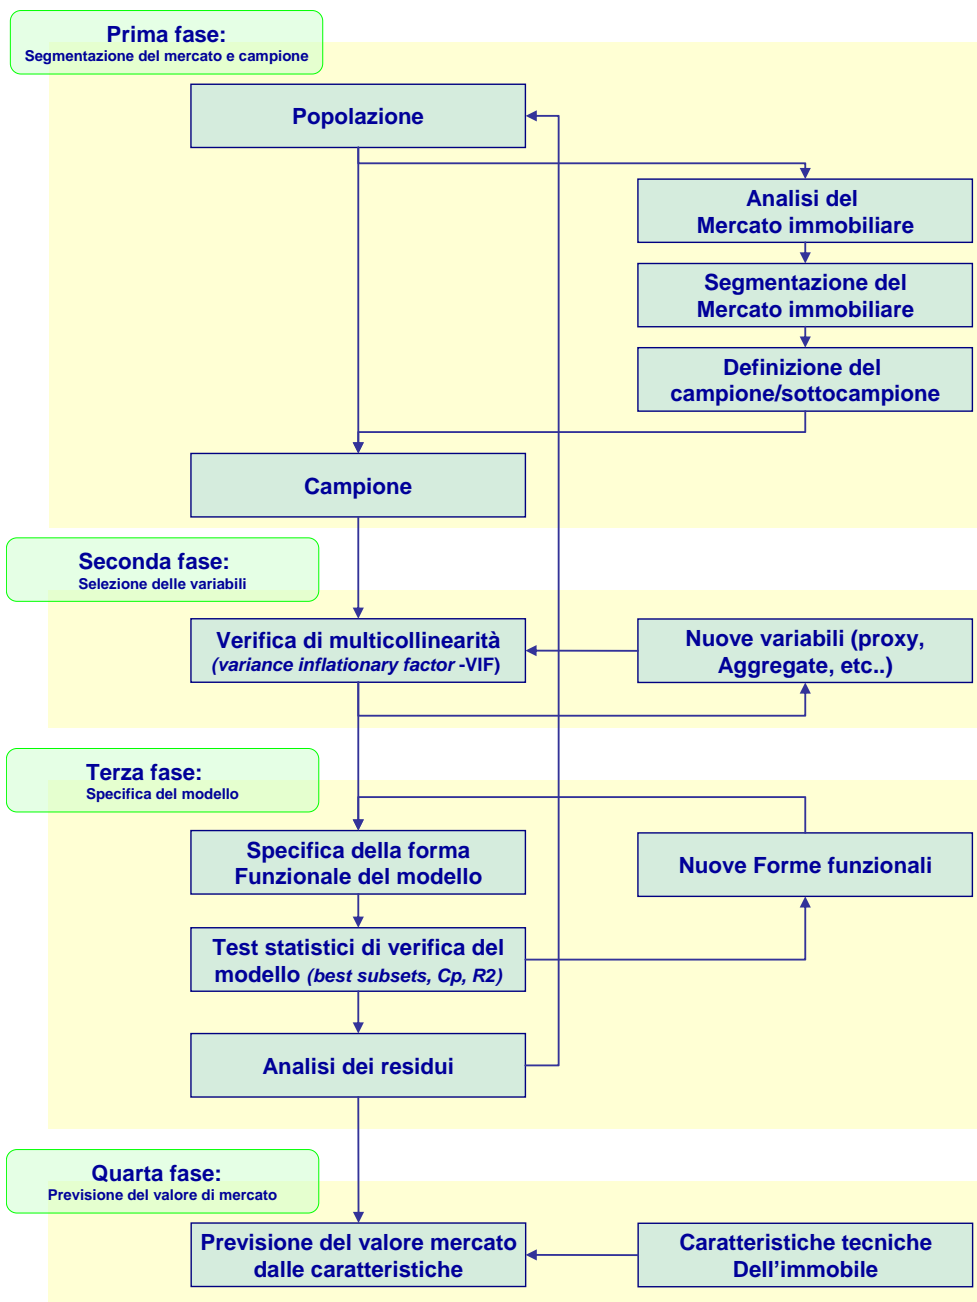 Prima fase:
Segmentazione del mercato e campione
Popolazione
Analisi del
Mercato immobiliare
Segmentazione del
Mercato immobiliare
Definizione del
campione/sottocampione
Campione
Seconda fase:
Selezione delle variabili
Verifica di multicollinearità
(variance inflationary factor -VIF)
Nuove variabili (proxy,
Aggregate, etc..)
Terza fase:
Specifica del modello
Specifica della forma
Funzionale del modello
Nuove Forme funzionali
Test statistici di verifica del
modello (best subsets, Cp, R2)
Analisi dei residui
Quarta fase:
Previsione del valore di mercato
Previsione del valore mercato
dalle caratteristiche
Caratteristiche tecniche
Dell'immobile